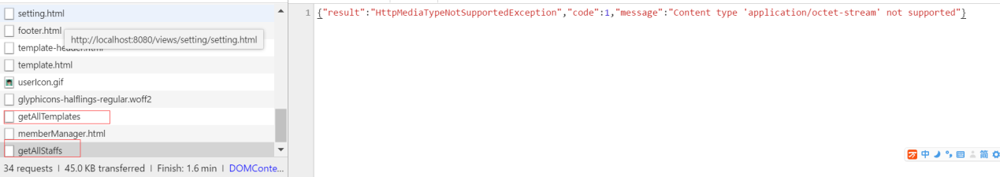 setting.html
footer.html
http://localhost:8080/views/setting/setting.html
template-header.html
template.html
userIcon.gif
glyphicons-halflings-regular.woff2
getAllTemplates
memberManager.html
getAllStaffs
34 requests | 45.0 KB transferred | Finish: 1.6 min | DOMConte...
1 {"result":"HttpMediaTypeNotSupportedException","code":1,"message":"Content type 'application/octet-stream' not supported"}
中 简